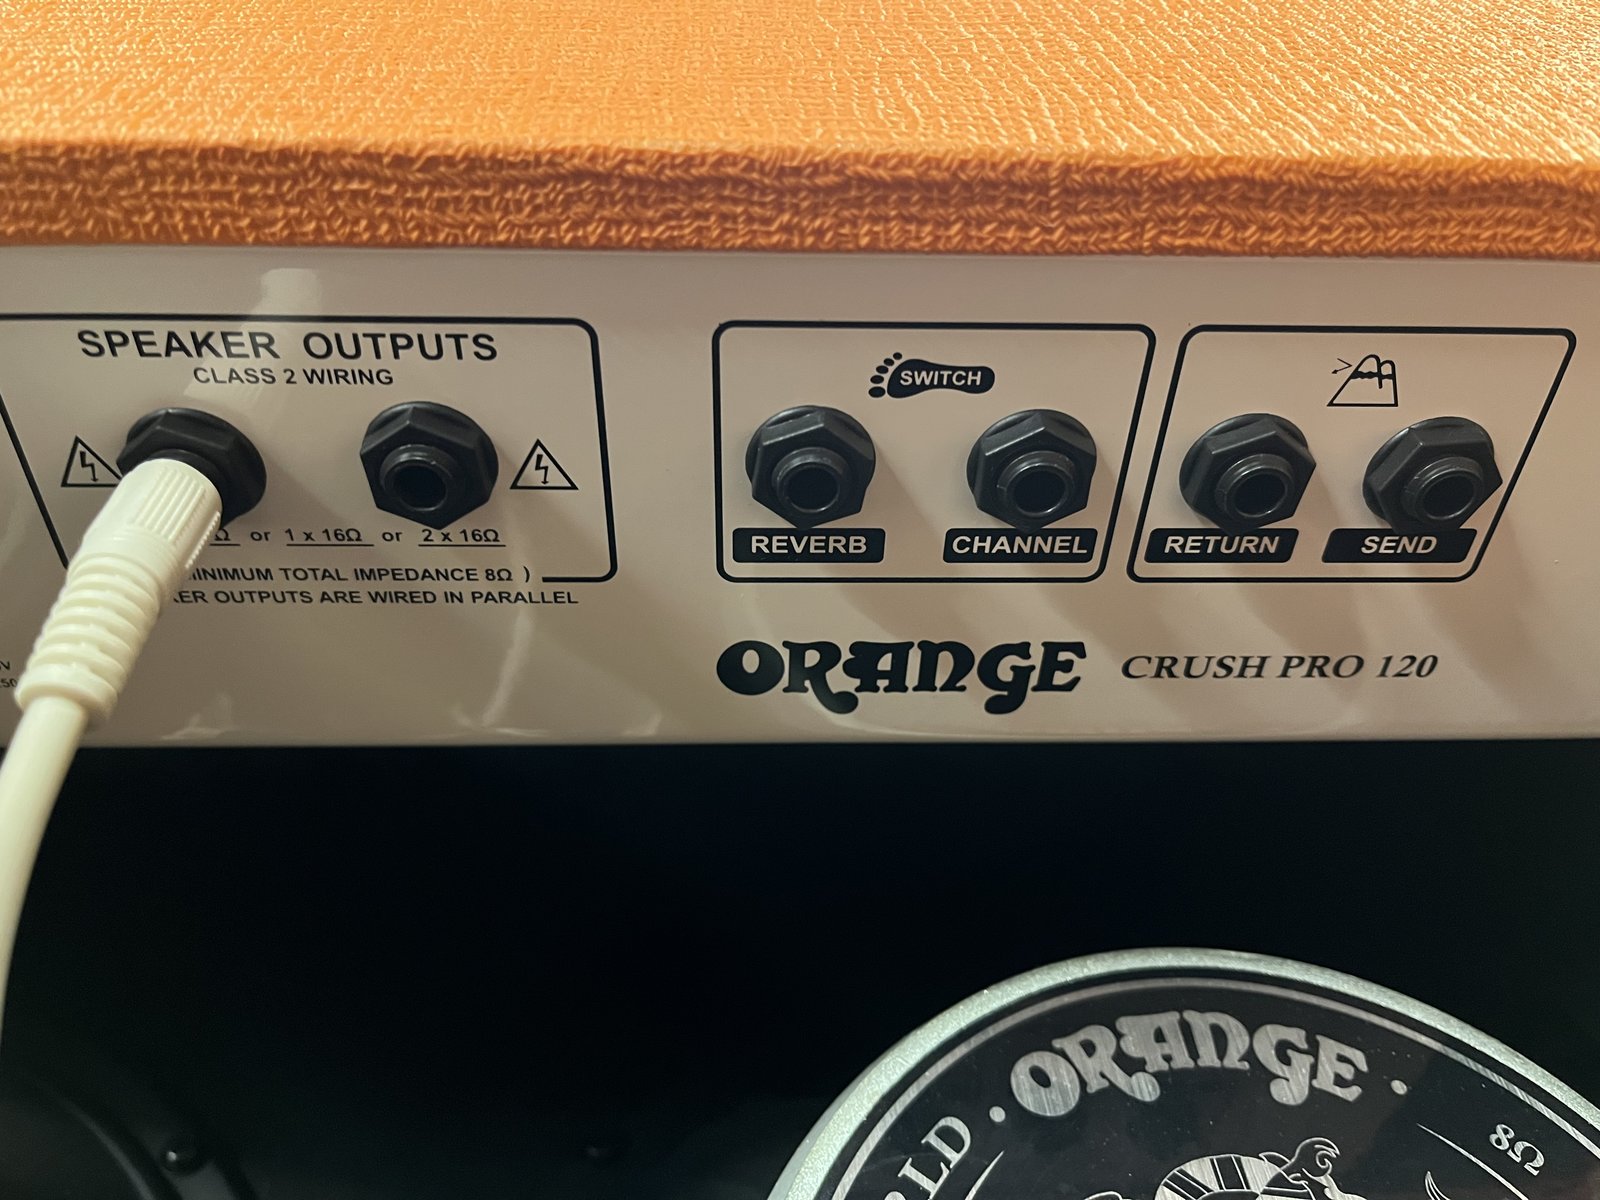 SPEAKER OUTPUTS
CLASS 2 WIRING
Ω or 1 x 16Ω or 2 x 16Ω
MINIMUM TOTAL IMPEDANCE 8Ω )
OUTPUTS ARE WIRED IN PARALLEL
SWITCH
REVERB CHANNEL
RETURN SEND
ORANGE CRUSH PRO 120
ORANGE
8Ω